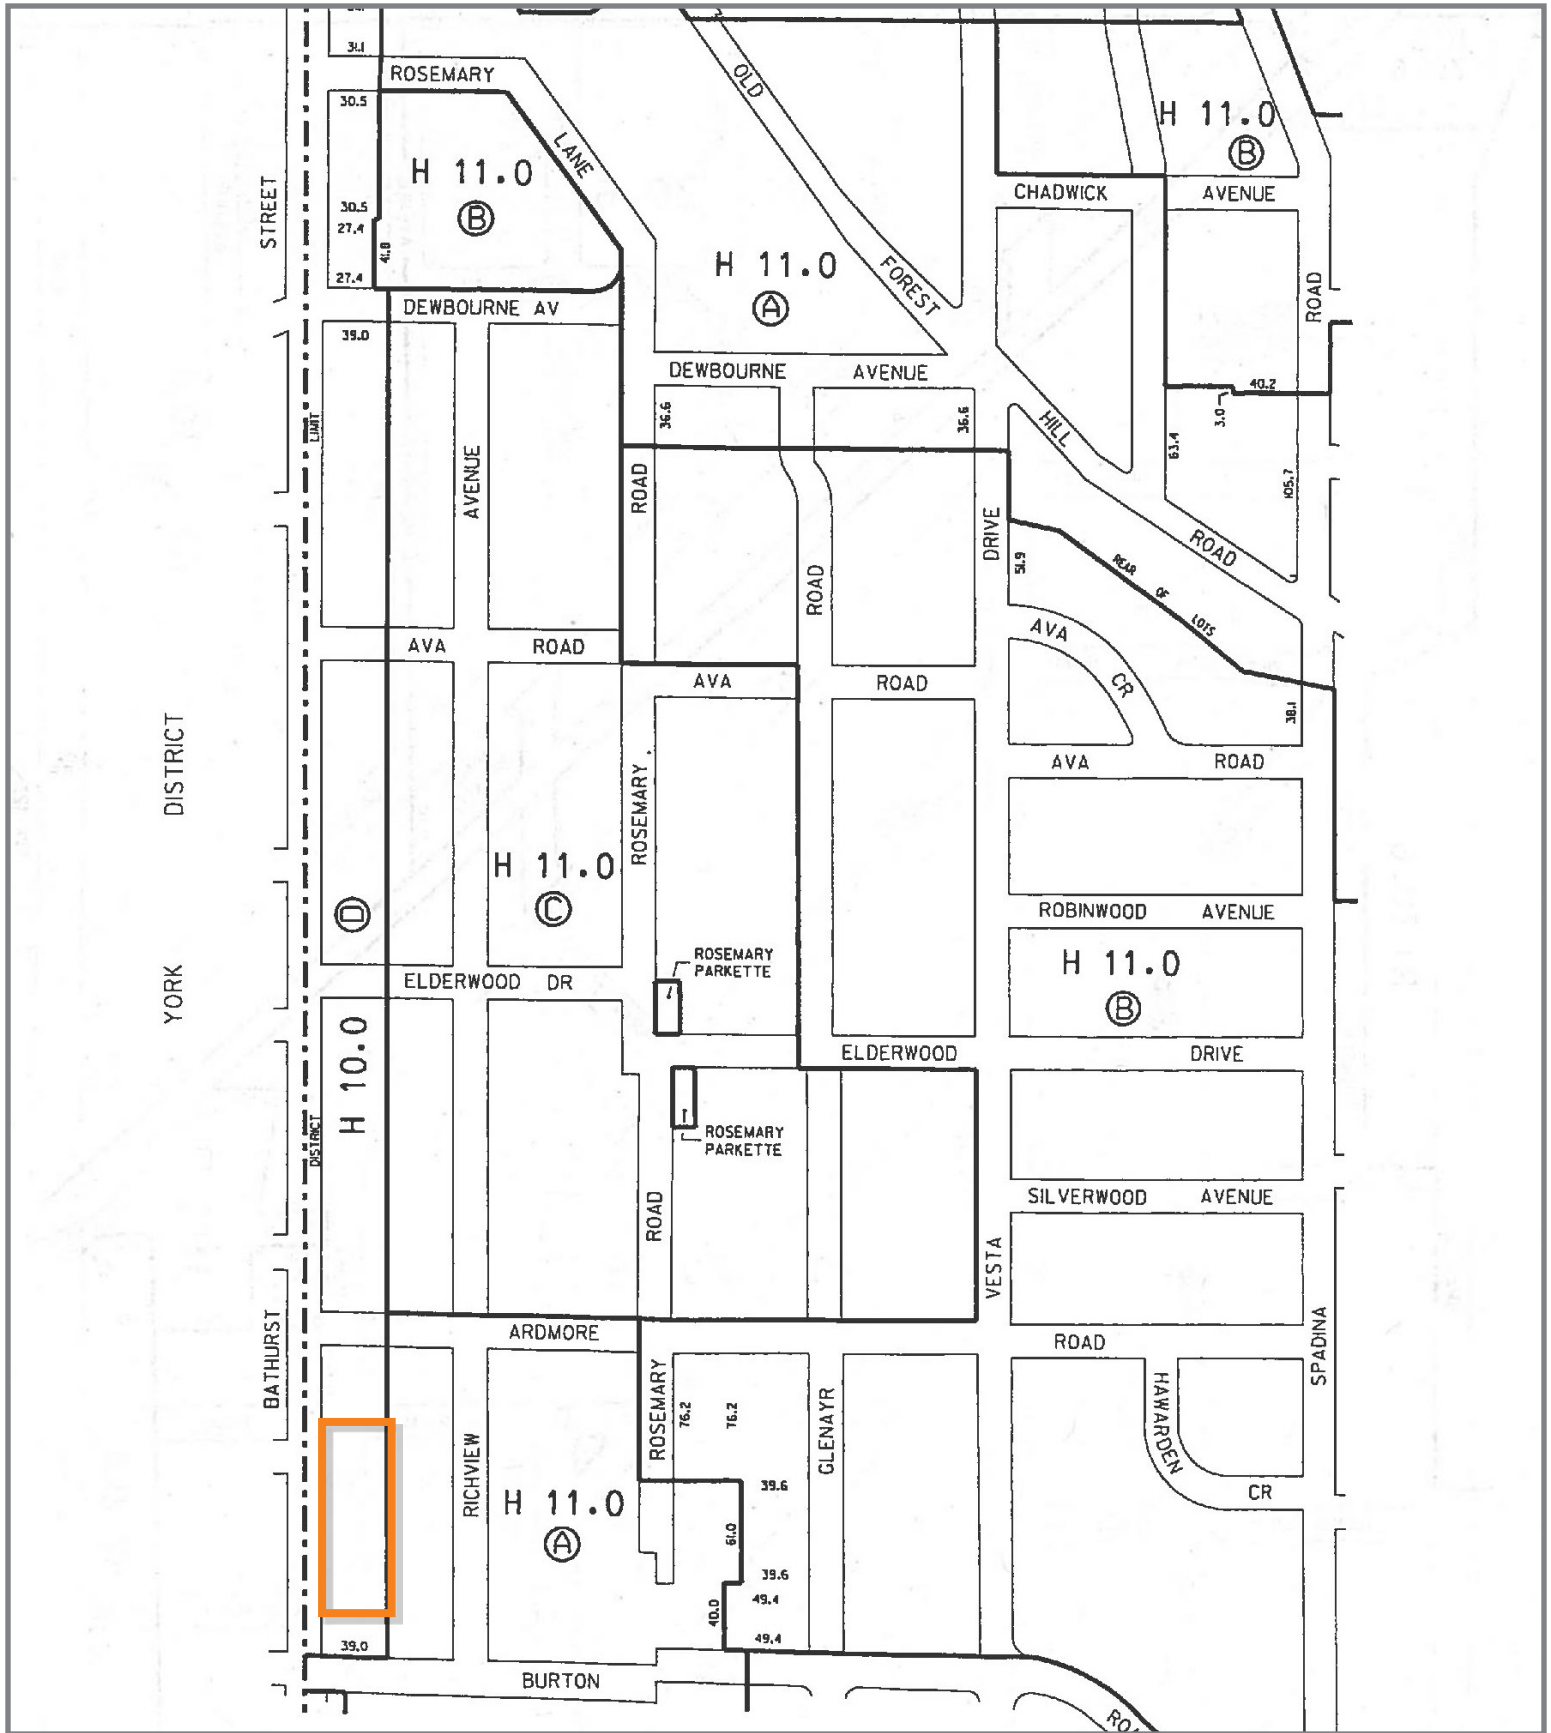 31.1
ROSEMARY
LANE
30.5
H 11.0
B
30.5
27.4
41.8
27.4
STREET
OLD
FOREST
H 11.0
A
H 11.0
B
CHADWICK
AVENUE
ROAD
DEWBOURNE AV
39.0
DEWBOURNE
AVENUE
36.6
36.6
HILL
ROAD
40.2
3.0
63.4
105.7
LIMIT
AVENUE
ROAD
ROAD
DRIVE
51.9
REAR
OF
LOTS
AVA
CR
AVA
ROAD
AVA
ROAD
38.1
AVA
ROAD
DISTRICT
YORK
ROSEMARY
H 11.0
C
D
ROBINWOOD
AVENUE
H 11.0
B
ROSEMARY
PARKETTE
ELDERWOOD DR
H 10.0
ELDERWOOD
DRIVE
DISTRICT
ROSEMARY
PARKETTE
ROAD
SILVERWOOD
AVENUE
VESTA
ARDMORE
ROAD
BATHURST
SPADINA
ROSEMARY
76.2
76.2
GLENAYR
HAWARDEN
CR
RICHVIEW
H 11.0
A
39.6
61.0
39.6
49.4
40.0
49.4
39.0
BURTON